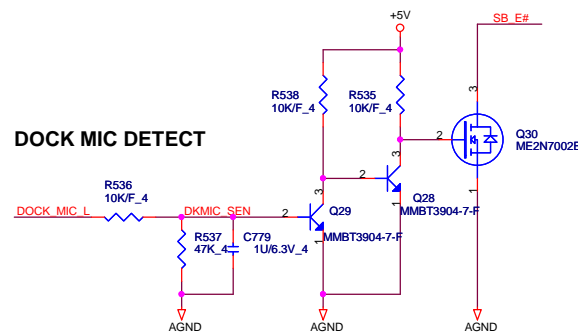 +5V
SB_E#
R538
10K/F_4
R535
10K/F_4
3
2
1
Q30
ME2N7002E
DOCK MIC DETECT
3
2
1
Q28
MMBT3904-7-F
R536
10K/F_4
DOCK_MIC_L
DKMIC_SEN
3
2
1
Q29
MMBT3904-7-F
R537
47K_4
C779
1U/6.3V_4
AGND
AGND
AGND